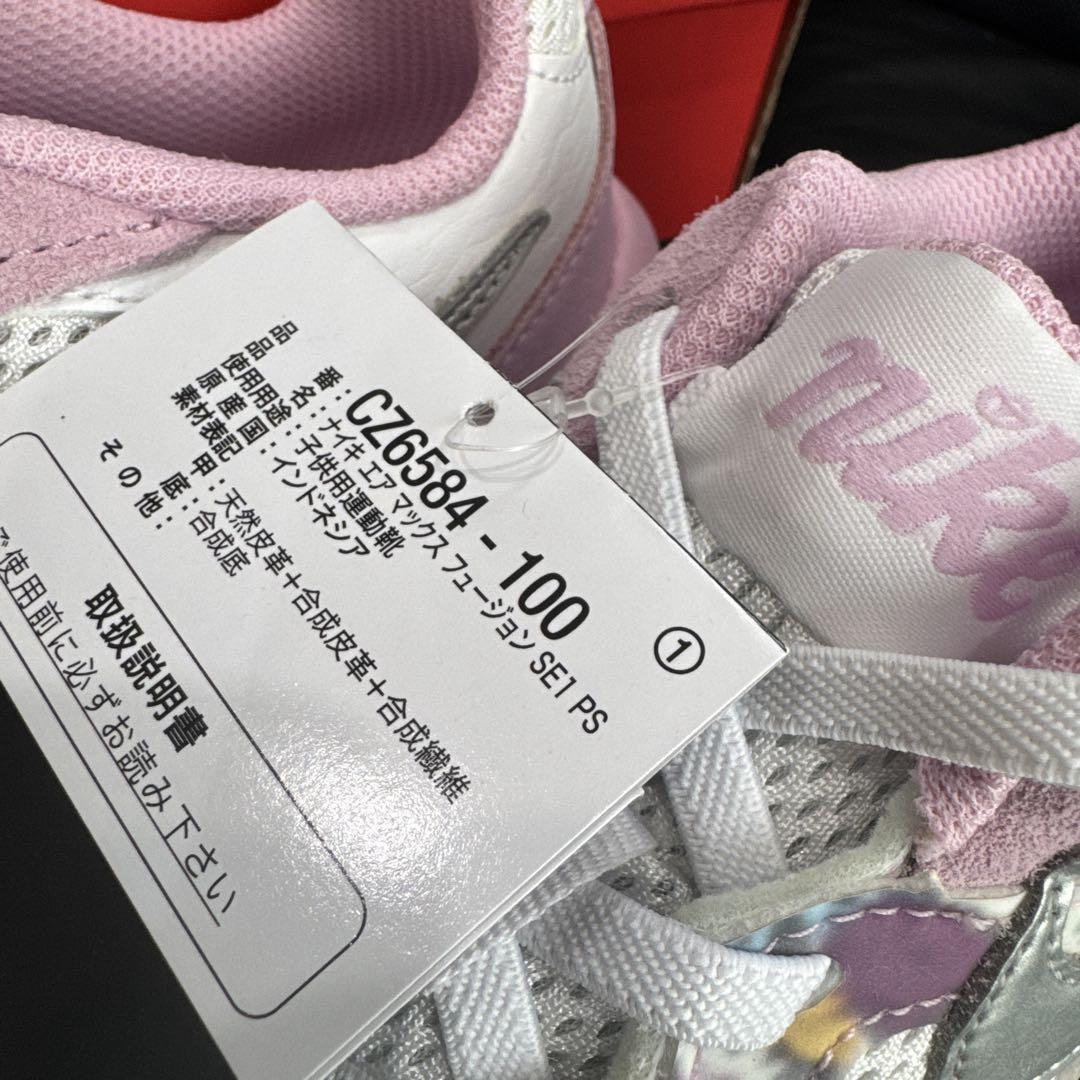 品番：CZ6584-100 ①
品名：ナイキ エア マックス フュージョン SE1 PS
使用用途：子供用運動靴
原産国：インドネシア
素材表記 甲：天然皮革＋合成皮革＋合成繊維
底：合成底
その他：
取扱説明書
ご使用前に必ずお読み下さい
nike